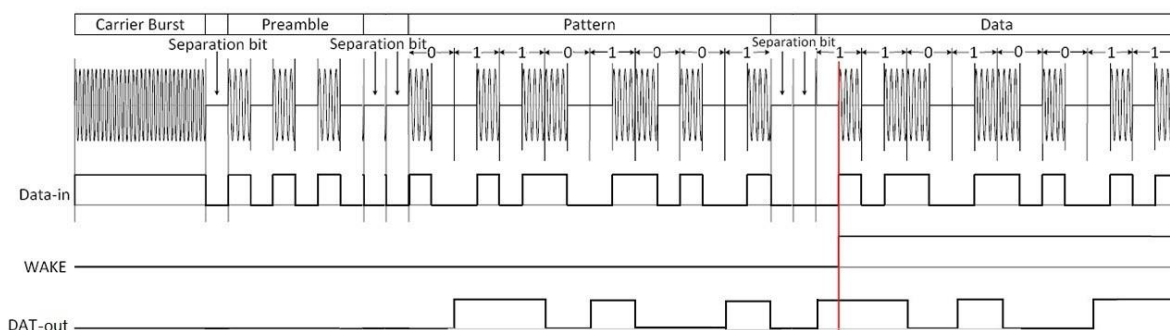 Carrier Burst Preamble Pattern Data
Separation bit Separation bit 0 1 1 0 1 0 0 1 Separation bit 1 1 0 1 0 0 1 1
Data-in
WAKE
DAT-out